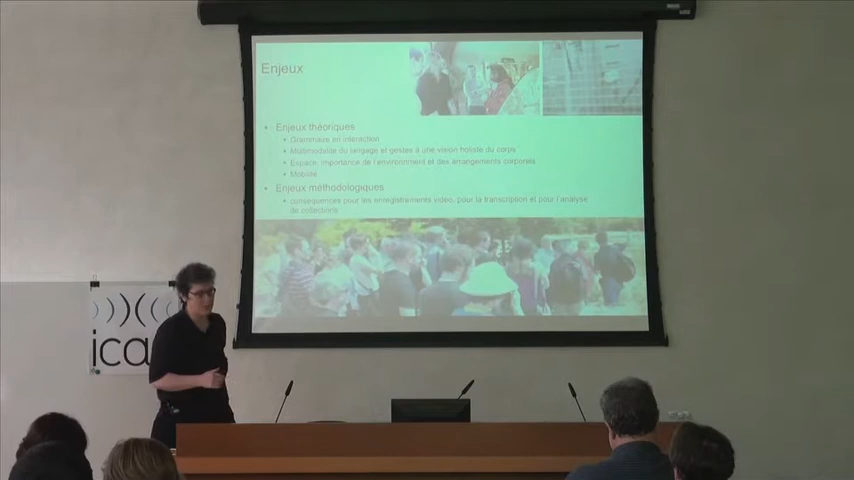 Enjeux
• Enjeux théoriques
• Grammaire en interaction
• Multimodalité du langage et gestes à une vision holiste du corps
• Espace, importance de l'environment et des arrangements corporels
• Mobilité
• Enjeux méthodologiques
• conséquences pour les enregistrements vidéo, pour la transcription et pour l'analyse
de collections
ica